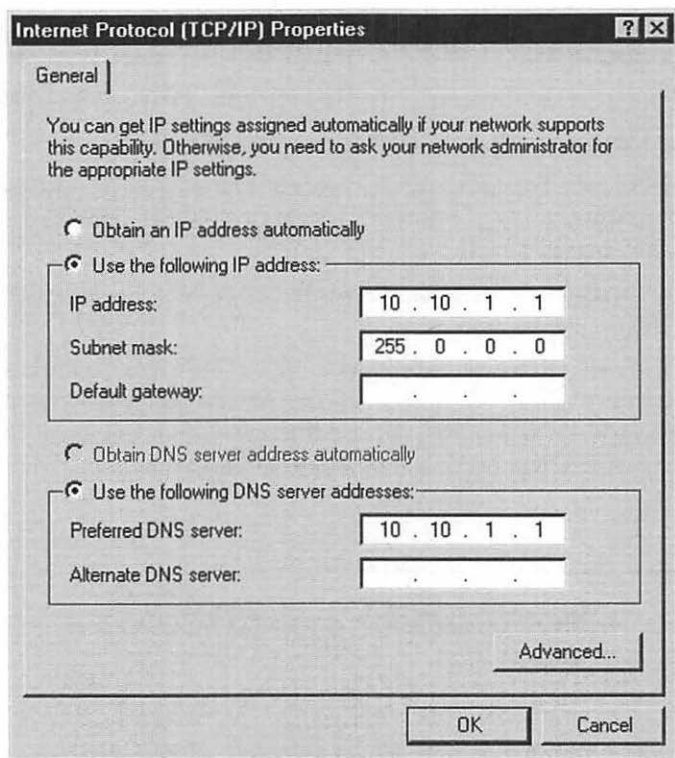 Internet Protocol (TCP/IP) Properties
General
You can get IP settings assigned automatically if your network supports
this capability. Otherwise, you need to ask your network administrator for
the appropriate IP settings.
Obtain an IP address automatically
Use the following IP address:
IP address: 10 . 10 . 1 . 1
Subnet mask: 255 . 0 . 0 . 0
Default gateway: . . .
Obtain DNS server address automatically
Use the following DNS server addresses:
Preferred DNS server: 10 . 10 . 1 . 1
Alternate DNS server: . . .
Advanced...
OK Cancel